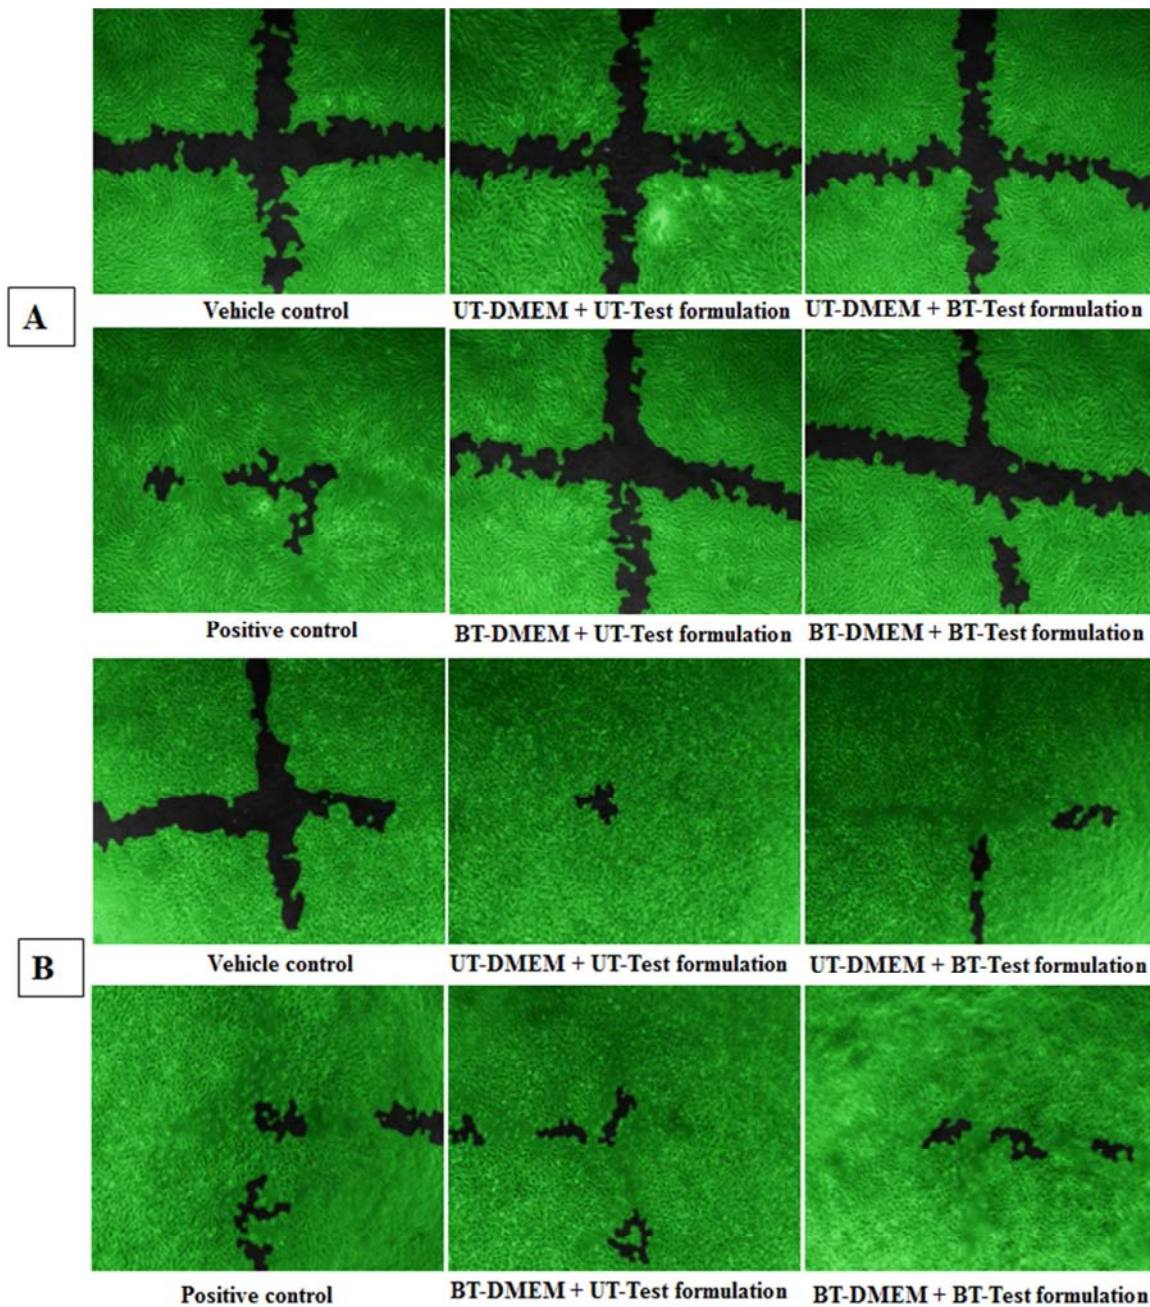 Vehicle control
UT-DMEM + UT-Test formulation
UT-DMEM + BT-Test formulation
A
Positive control
BT-DMEM + UT-Test formulation
BT-DMEM + BT-Test formulation
Vehicle control
UT-DMEM + UT-Test formulation
UT-DMEM + BT-Test formulation
B
Positive control
BT-DMEM + UT-Test formulation
BT-DMEM + BT-Test formulation